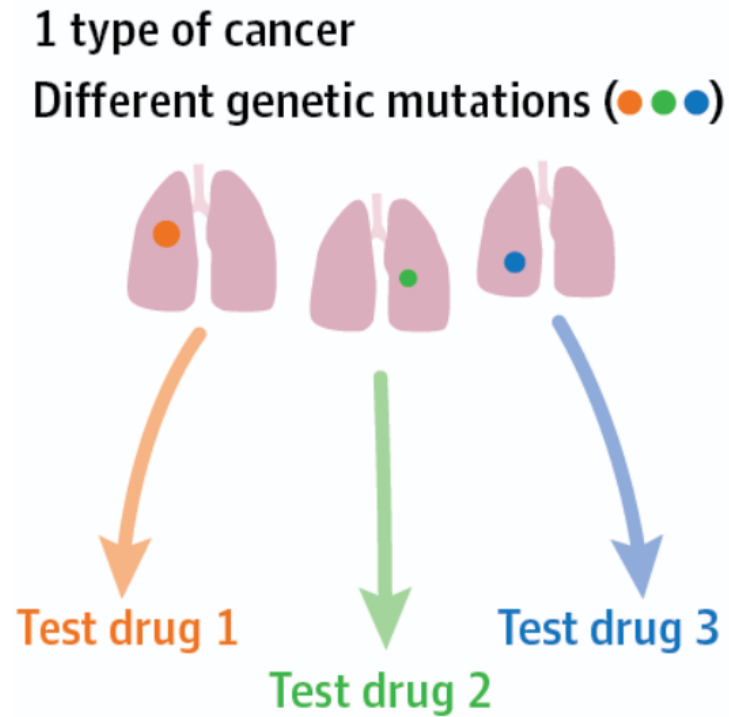 1 type of cancer
Different genetic mutations (●●●)
Test drug 1
Test drug 2
Test drug 3